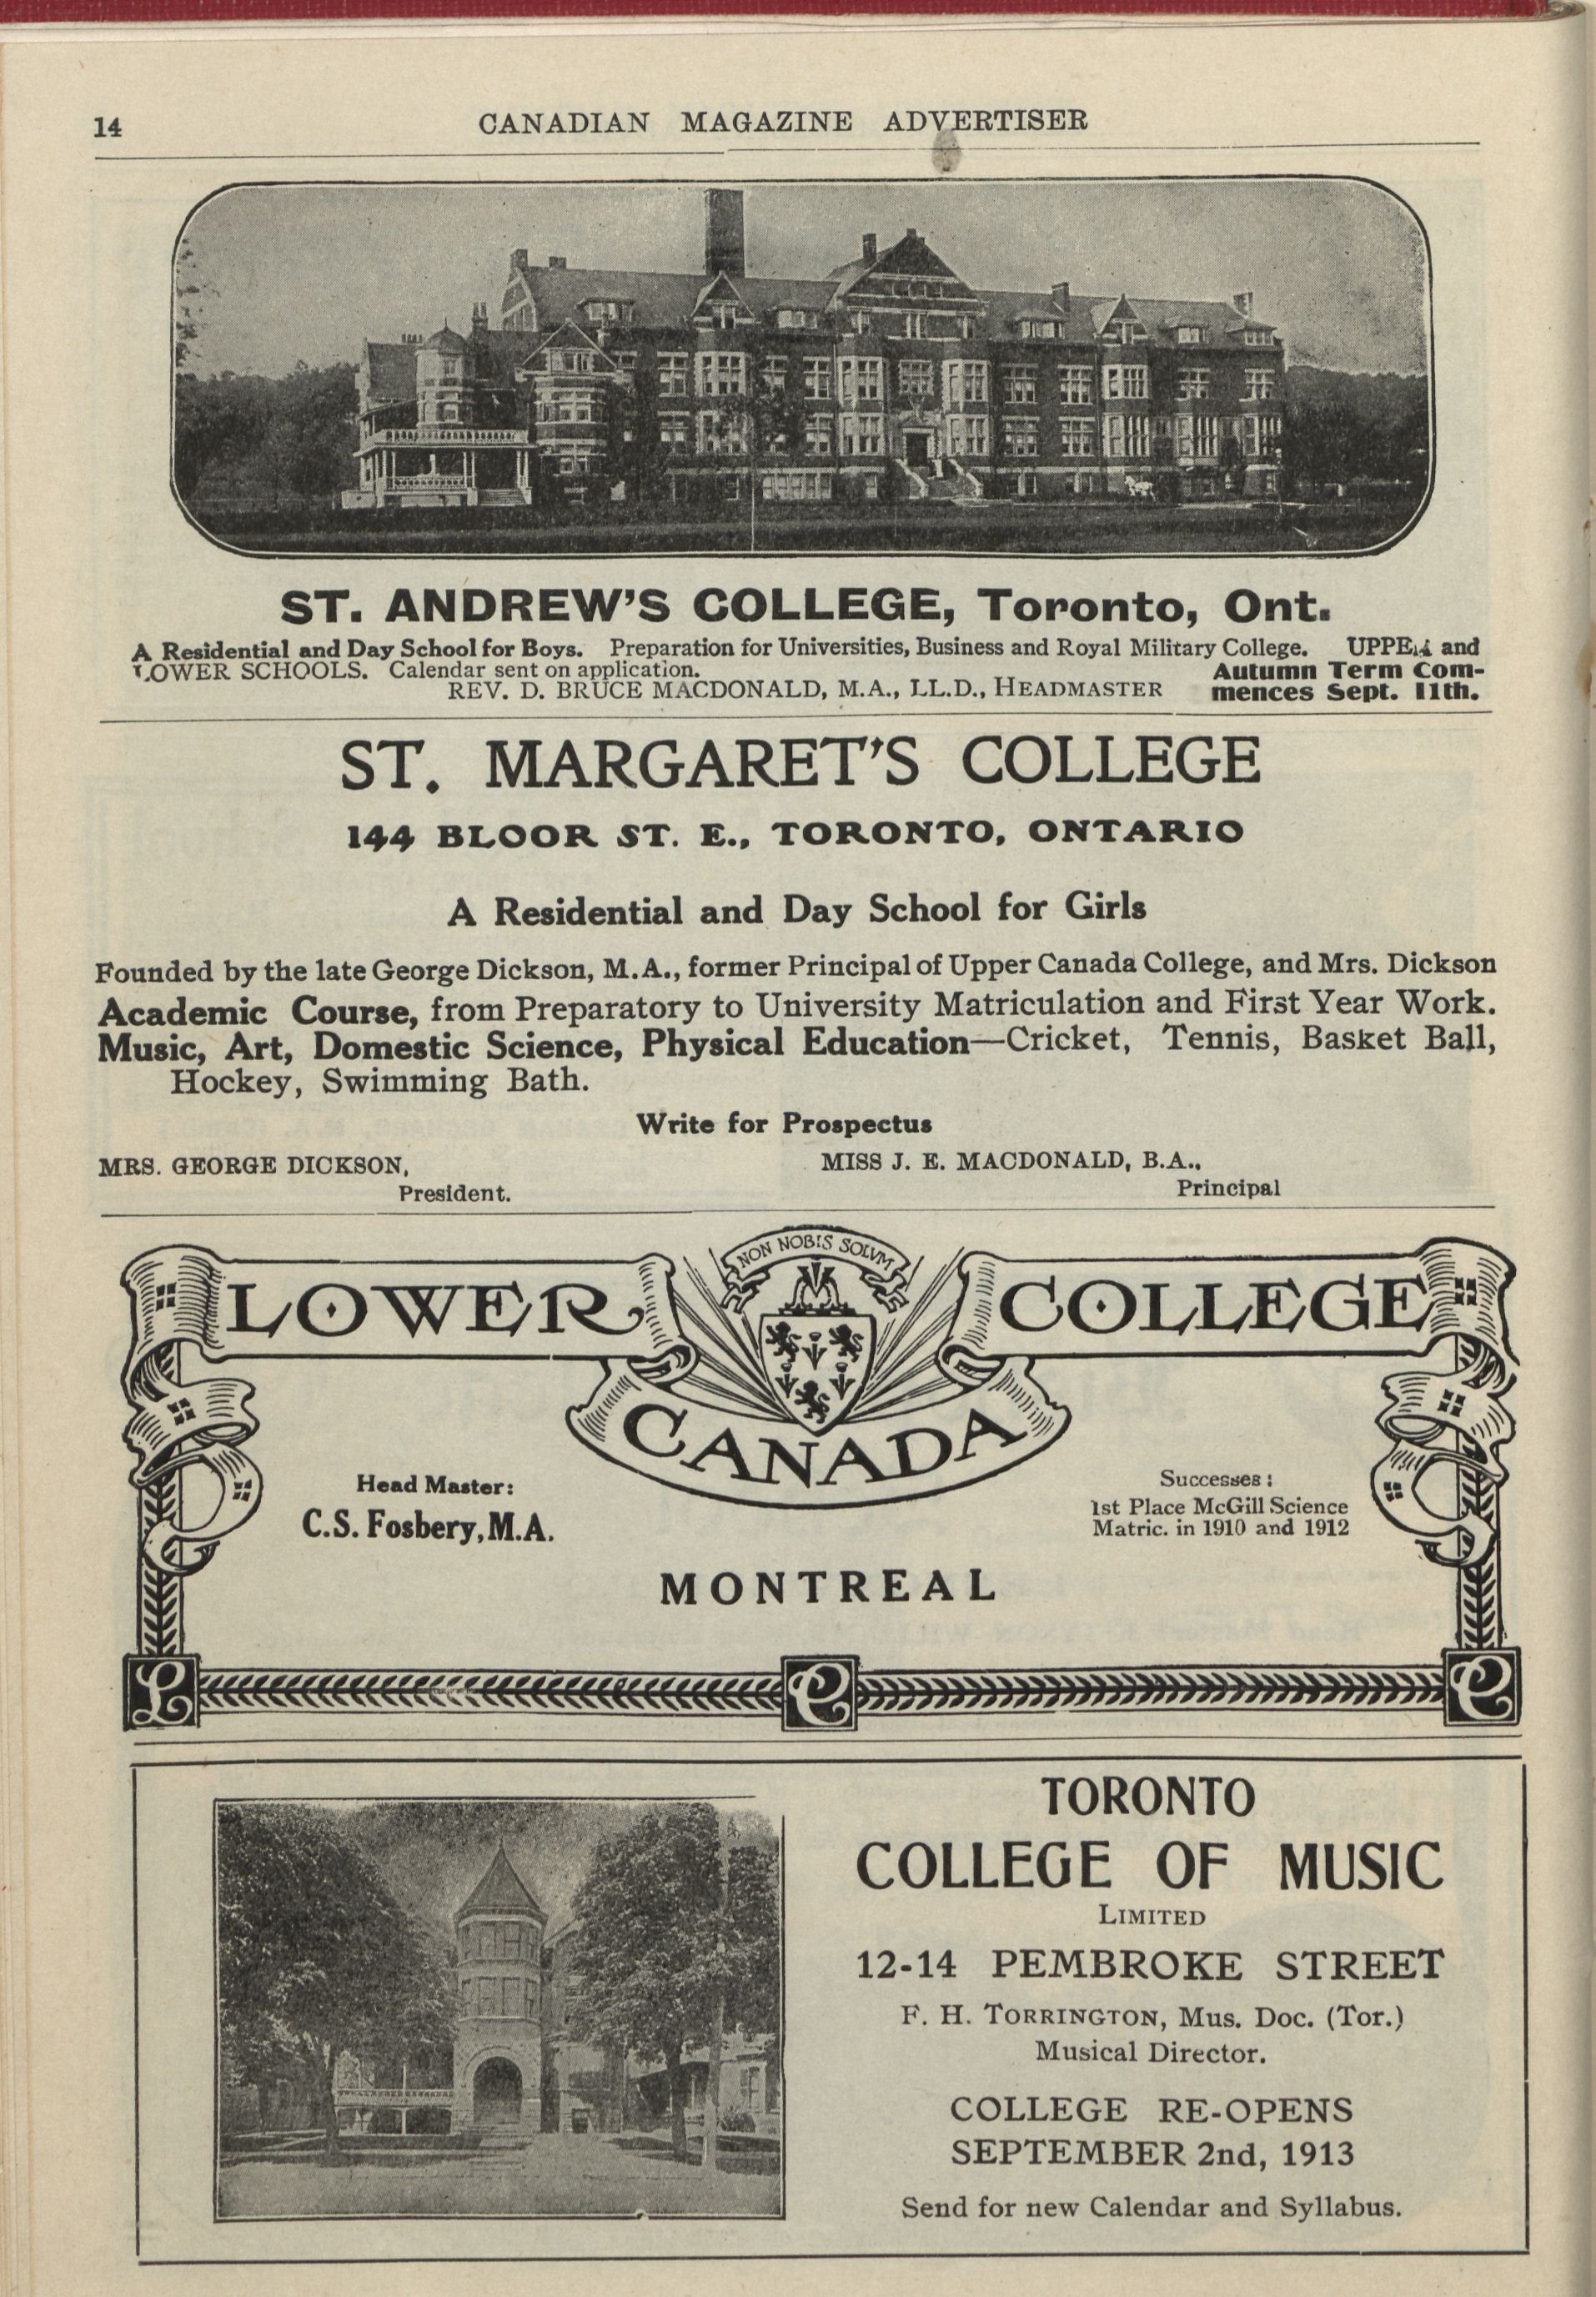 14
CANADIAN MAGAZINE ADVERTISER
ST. ANDREW'S COLLEGE, Toronto, Ont.
A Residential and Day School for Boys. Preparation for Universities, Business and Royal Military College. UPPER and
LOWER SCHOOLS. Calendar sent on application. Autumn Term Com-
REV. D. BRUCE MACDONALD, M.A., LL.D., HEADMASTER mences Sept. 11th.
ST. MARGARET'S COLLEGE
144 BLOOR ST. E., TORONTO, ONTARIO
A Residential and Day School for Girls
Founded by the late George Dickson, M.A., former Principal of Upper Canada College, and Mrs. Dickson
Academic Course, from Preparatory to University Matriculation and First Year Work.
Music, Art, Domestic Science, Physical Education—Cricket, Tennis, Basket Ball,
Hockey, Swimming Bath.
Write for Prospectus
MRS. GEORGE DICKSON,
President.
MISS J. E. MACDONALD, B.A.,
Principal
NON NOBIS SOLVM
LOWER
CANADA
COLLEGE
Head Master:
C.S. Fosbery, M.A.
Successes:
1st Place McGill Science
Matric. in 1910 and 1912
MONTREAL
L C C
TORONTO
COLLEGE OF MUSIC
LIMITED
12-14 PEMBROKE STREET
F. H. TORRINGTON, Mus. Doc. (Tor.)
Musical Director.
COLLEGE RE-OPENS
SEPTEMBER 2nd, 1913
Send for new Calendar and Syllabus.